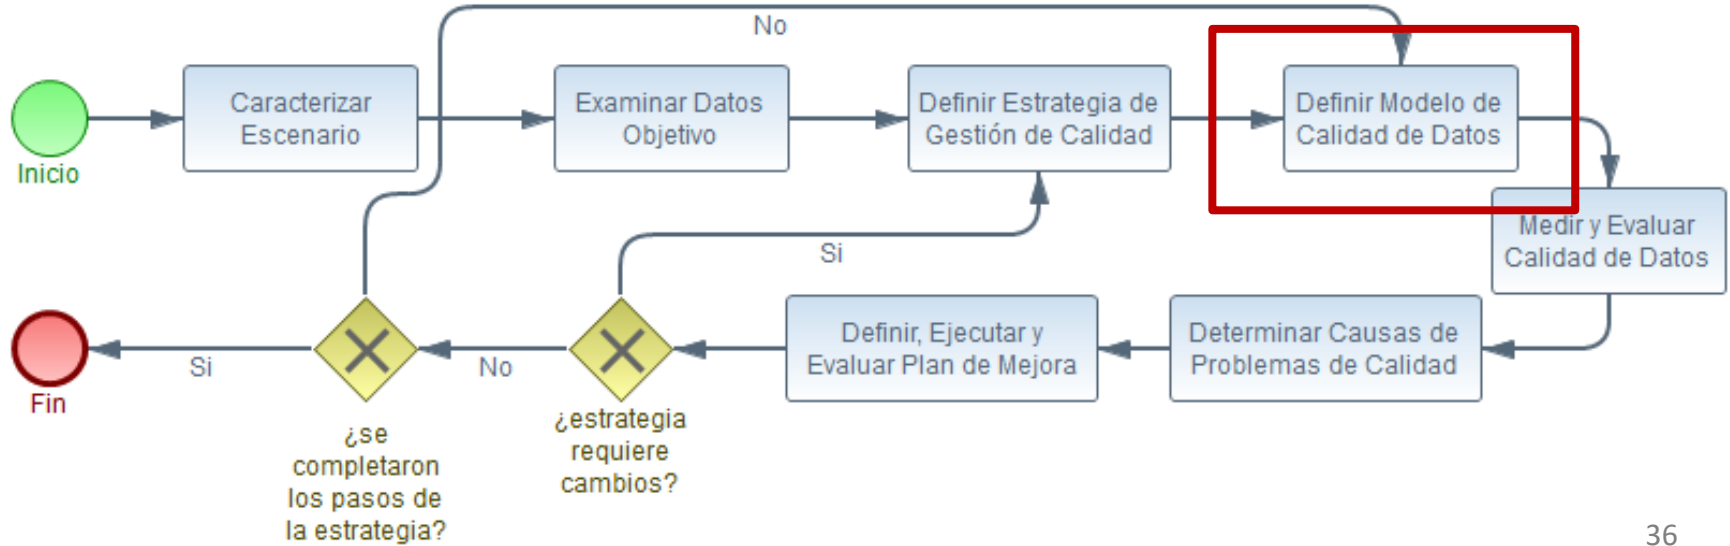 No
Inicio
Caracterizar
Escenario
Examinar Datos
Objetivo
Definir Estrategia de
Gestión de Calidad
Definir Modelo de
Calidad de Datos
Medir y Evaluar
Calidad de Datos
Si
Determinar Causas de
Problemas de Calidad
Definir, Ejecutar y
Evaluar Plan de Mejora
¿estrategia
requiere
cambios?
No
¿se
completaron
los pasos de
la estrategia?
Si
Fin
36